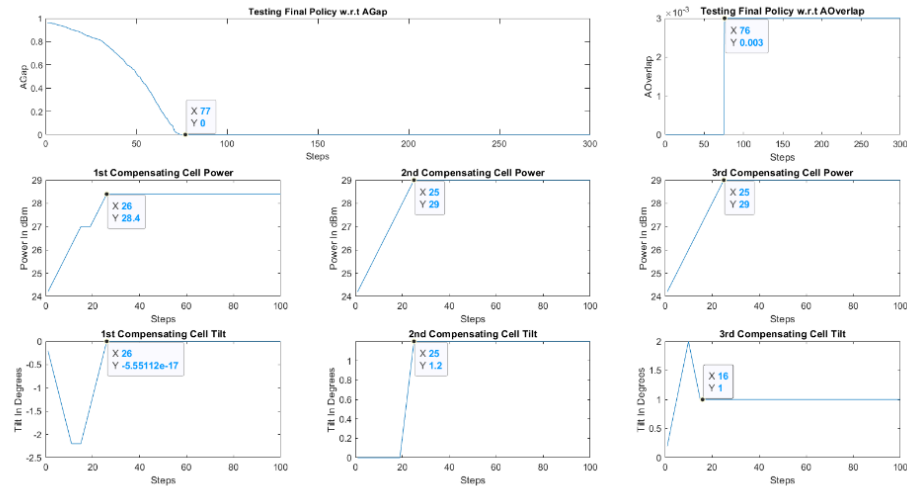 Testing Final Policy w.r.t AGap
AGap
1
0.8
0.6
0.4
0.2
0
X 77
Y 0
0 50 100 150 200 250 300
Steps
Testing Final Policy w.r.t AOverlap
×10-3
AOverlap
3
2
1
0
X 76
Y 0.003
0 50 100 150 200 250 300
Steps
1st Compensating Cell Power
Power In dBm
29
28
27
26
25
24
X 26
Y 28.4
0 20 40 60 80 100
Steps
2nd Compensating Cell Power
Power In dBm
29
28
27
26
25
24
X 25
Y 29
0 20 40 60 80 100
Steps
3rd Compensating Cell Power
Power In dBm
29
28
27
26
25
24
X 25
Y 29
0 20 40 60 80 100
Steps
1st Compensating Cell Tilt
Tilt In Degrees
0
-0.5
-1
-1.5
-2
-2.5
X 26
Y -5.55112e-17
0 20 40 60 80 100
Steps
2nd Compensating Cell Tilt
Tilt In Degrees
1
0.8
0.6
0.4
0.2
0
X 25
Y 1.2
0 20 40 60 80 100
Steps
3rd Compensating Cell Tilt
Tilt In Degrees
2
1.5
1
0.5
0
X 16
Y 1
0 20 40 60 80 100
Steps